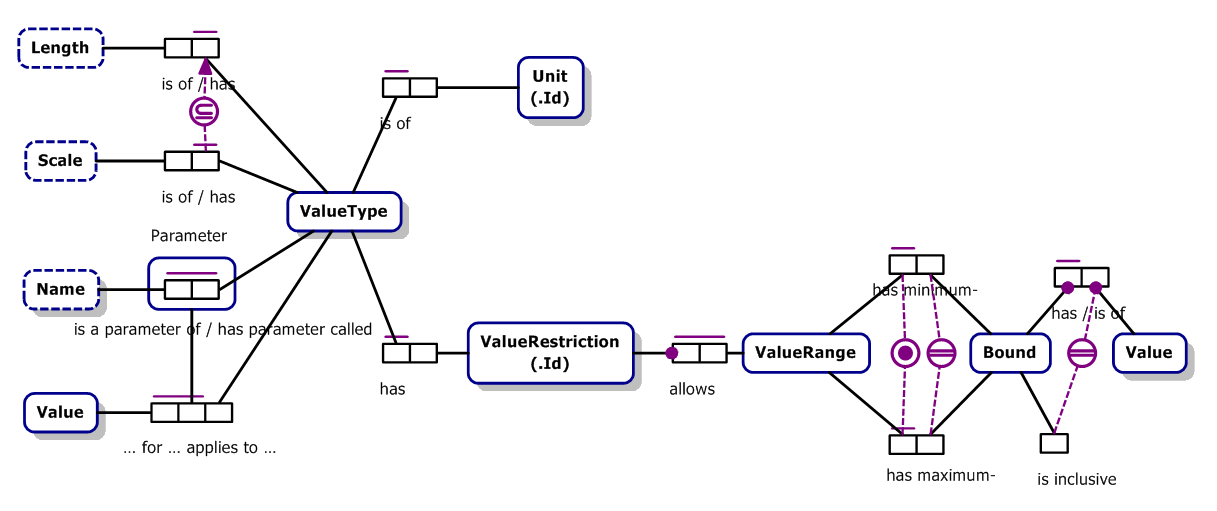 Length
is of / has
Unit
(.Id)
is of
Scale
is of / has
ValueType
Parameter
Name
is a parameter of / has parameter called
Value
... for ... applies to ...
has
ValueRestriction
(.Id)
allows
ValueRange
has minimum-
has maximum-
Bound
has / is of
Value
is inclusive